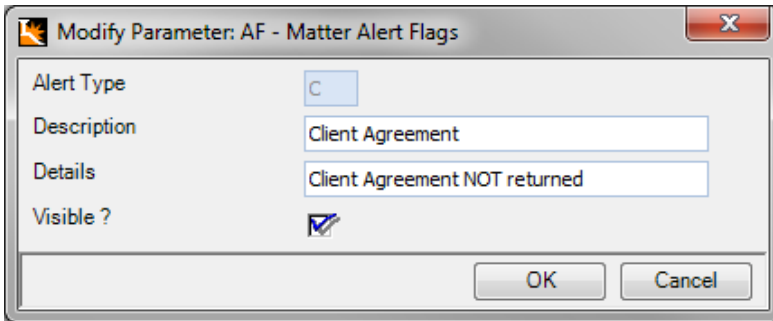 Modify Parameter: AF - Matter Alert Flags
Alert Type C
Description Client Agreement
Details Client Agreement NOT returned
Visible ?
OK Cancel